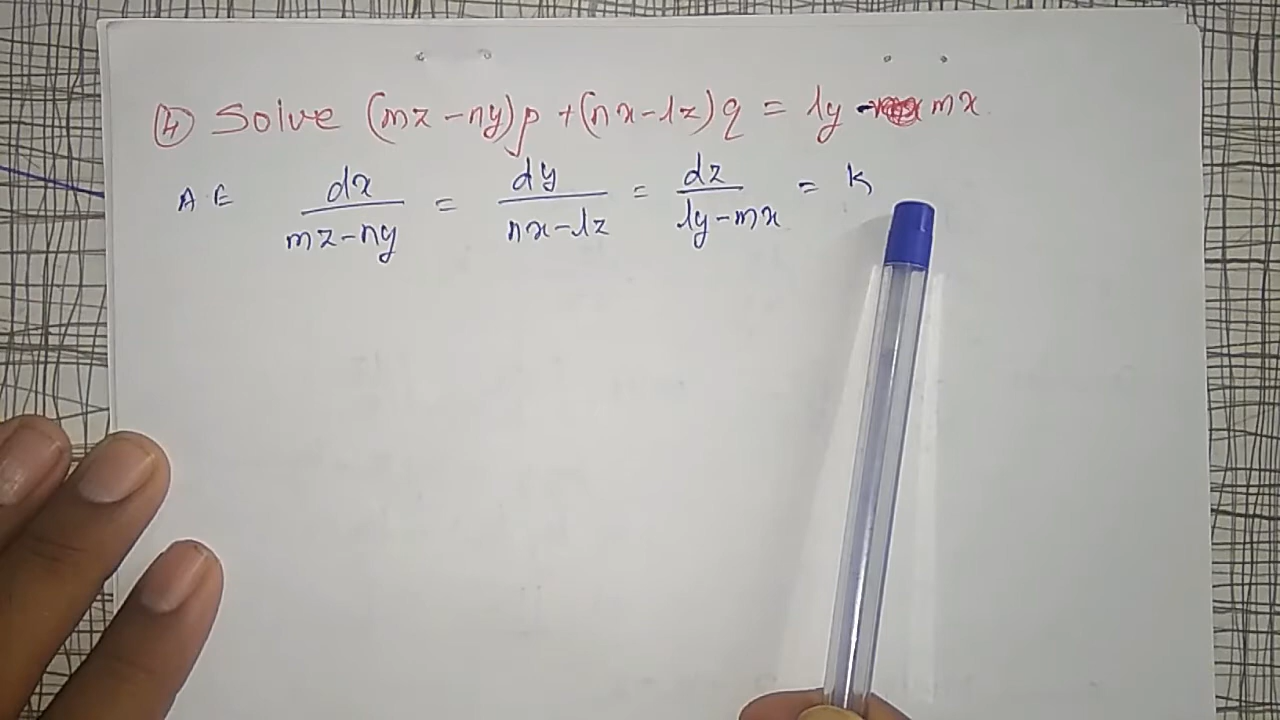 ④ Solve (mz - ny)p + (nx - lz)q = ly - mx
A.E dx/(mz - ny) = dy/(nx - lz) = dz/(ly - mx) = k